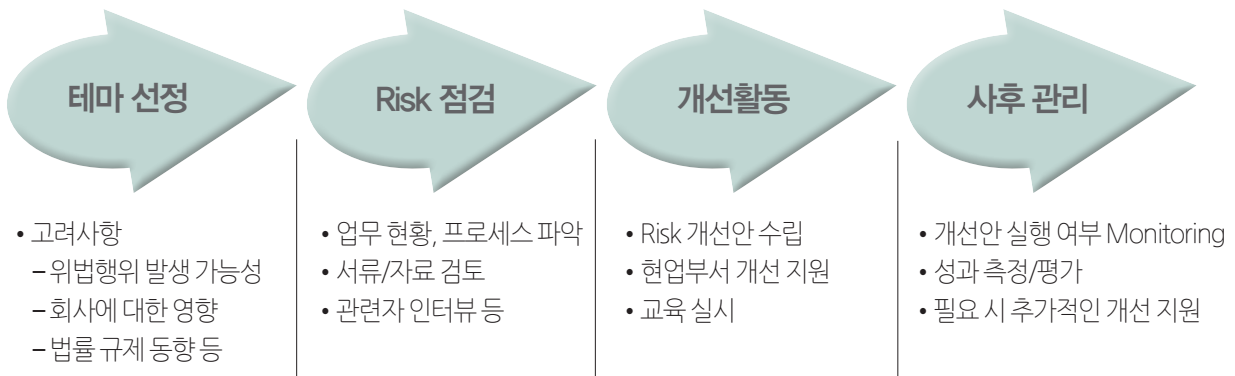 테마 선정
Risk 점검
개선활동
사후 관리
• 고려사항
– 위법행위 발생 가능성
– 회사에 대한 영향
– 법률 규제 동향 등
• 업무 현황, 프로세스 파악
• 서류/자료 검토
• 관련자 인터뷰 등
• Risk 개선안 수립
• 현업부서 개선 지원
• 교육 실시
• 개선안 실행 여부 Monitoring
• 성과 측정/평가
• 필요 시 추가적인 개선 지원